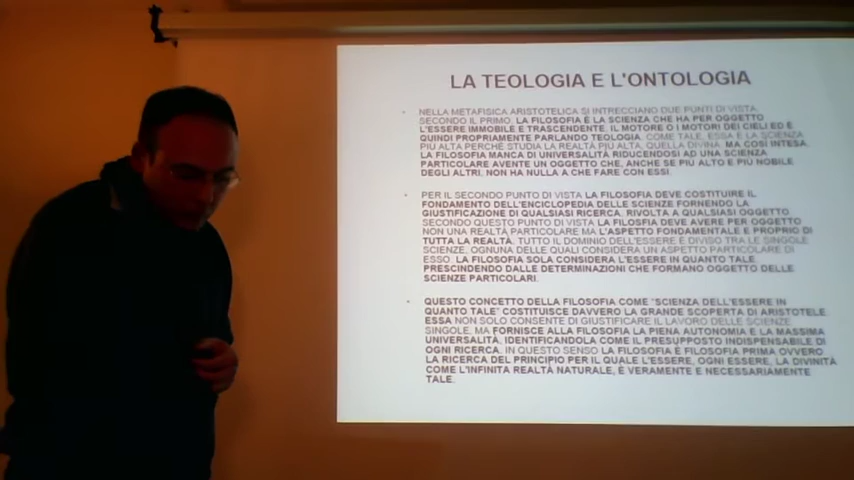 LA TEOLOGIA E L'ONTOLOGIA
NELLA METAFISICA ARISTOTELICA SI INTRECCIANO DUE PUNTI DI VISTA.
SECONDO IL PRIMO, LA FILOSOFIA È LA SCIENZA CHE HA PER OGGETTO
L'ESSERE IMMOBILE E TRASCENDENTE, IL MOTORE O I MOTORI DEI CIELI ED È
QUINDI PROPRIAMENTE PARLANDO TEOLOGIA. COME TALE, ESSA È LA SCIENZA
PIÙ ALTA PERCHÉ STUDIA LA REALTÀ PIÙ ALTA, QUELLA DIVINA. MA COSÌ INTESA,
LA FILOSOFIA MANCA DI UNIVERSALITÀ RIDUCENDOSI AD UNA SCIENZA
PARTICOLARE AVENTE UN OGGETTO CHE, ANCHE SE PIÙ ALTO E PIÙ NOBILE
DEGLI ALTRI, NON HA NULLA A CHE FARE CON ESSI.
PER IL SECONDO PUNTO DI VISTA LA FILOSOFIA DEVE COSTITUIRE IL
FONDAMENTO DELL'ENCICLOPEDIA DELLE SCIENZE FORNENDO LA
GIUSTIFICAZIONE DI QUALSIASI RICERCA, RIVOLTA A QUALSIASI OGGETTO.
SECONDO QUESTO PUNTO DI VISTA LA FILOSFIA DEVE AVERE PER OGGETTO
NON UNA REALTÀ PARTICOLARE MA L'ASPETTO FONDAMENTALE E PROPRIO DI
TUTTA LA REALTÀ. TUTTO IL DOMINIO DELL'ESSERE È DIVISO TRA LE SINGOLE
SCIENZE, OGNUNA DELLE QUALI CONSIDERA UN ASPETTO PARTICOLARE DI
ESSO. LA FILOSOFIA SOLA CONSIDERA L'ESSERE IN QUANTO TALE,
PRESCINDENDO DALLE DETERMINAZIONI CHE FORMANO OGGETTO DELLE
SCIENZE PARTICOLARI.
QUESTO CONCETTO DELLA FILOSOFIA COME "SCIENZA DELL'ESSERE IN
QUANTO TALE" COSTITUISCE DAVVERO LA GRANDE SCOPERTA DI ARISTOTELE.
ESSA NON SOLO CONSENTE DI GIUSTIFICARE IL LAVORO DELLE SCIENZE
SINGOLE, MA FORNISCE ALLA FILOSOFIA LA PIENA AUTONOMIA E LA MASSIMA
UNIVERSALITÀ, IDENTIFICANDOLA COME IL PRESUPPOSTO INDISPENSABILE DI
OGNI RICERCA. IN QUESTO SENSO LA FILOSOFIA È FILOSOFIA PRIMA OVVERO
LA RICERCA DEL PRINCIPIO PER IL QUALE L'ESSERE, OGNI ESSERE, LA DIVINITÀ
COME L'INFINITA REALTÀ NATURALE, È VERAMENTE E NECESSARIAMENTE
TALE.